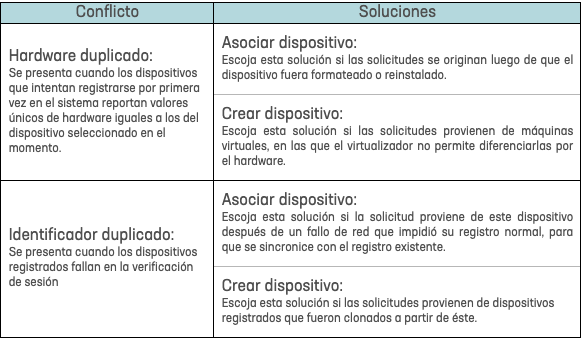 Conflicto
Soluciones
Hardware duplicado:
Se presenta cuando los dispositivos
que intentan registrarse por primera
vez en el sistema reportan valores
únicos de hardware iguales a los del
dispositivo seleccionado en el
momento.
Asociar dispositivo:
Escoja esta solución si las solicitudes se originan luego de que el
dispositivo fuera formateado o reinstalado.
Crear dispositivo:
Escoja esta solución si las solicitudes provienen de máquinas
virtuales, en las que el virtualizador no permite diferenciarlas por
el hardware.
Identificador duplicado:
Se presenta cuando los dispositivos
registrados fallan en la verificación
de sesión
Asociar dispositivo:
Escoja esta solución si la solicitud proviene de este dispositivo
después de un fallo de red que impidió su registro normal, para
que se sincronice con el registro existente.
Crear dispositivo:
Escoja esta solución si las solicitudes provienen de dispositivos
registrados que fueron clonados a partir de éste.